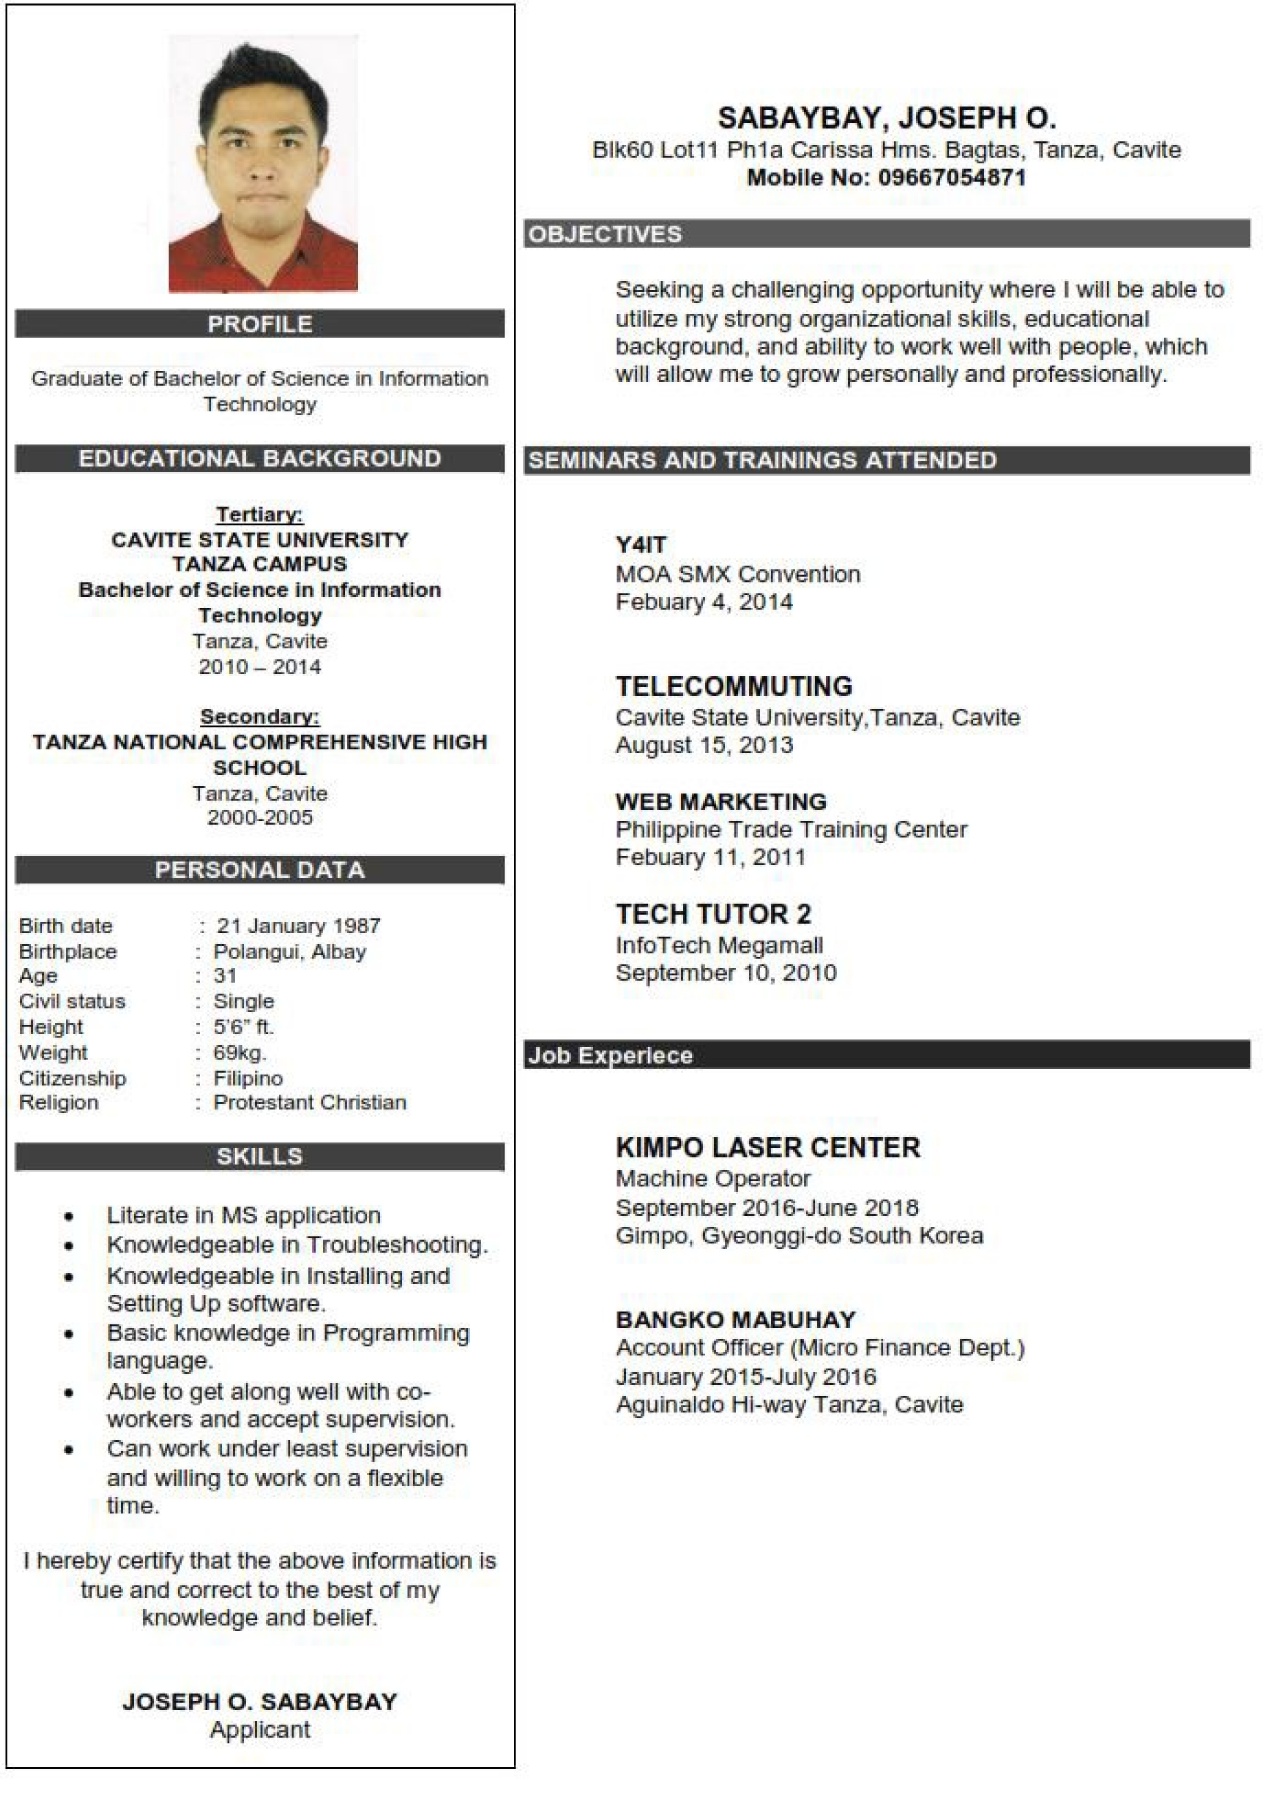 PROFILE
Graduate of Bachelor of Science in Information
Technology
EDUCATIONAL BACKGROUND
Tertiary:
CAVITE STATE UNIVERSITY
TANZA CAMPUS
Bachelor of Science in Information
Technology
Tanza, Cavite
2010 – 2014
Secondary:
TANZA NATIONAL COMPREHENSIVE HIGH
SCHOOL
Tanza, Cavite
2000-2005
PERSONAL DATA
Birth date : 21 January 1987
Birthplace : Polangui, Albay
Age : 31
Civil status : Single
Height : 5'6" ft.
Weight : 69kg.
Citizenship : Filipino
Religion : Protestant Christian
SKILLS
• Literate in MS application
• Knowledgeable in Troubleshooting.
• Knowledgeable in Installing and
Setting Up software.
• Basic knowledge in Programming
language.
• Able to get along well with co-
workers and accept supervision.
• Can work under least supervision
and willing to work on a flexible
time.
I hereby certify that the above information is
true and correct to the best of my
knowledge and belief.
JOSEPH O. SABAYBAY
Applicant
SABAYBAY, JOSEPH O.
Blk60 Lot11 Ph1a Carissa Hms. Bagtas, Tanza, Cavite
Mobile No: 09667054871
OBJECTIVES
Seeking a challenging opportunity where I will be able to
utilize my strong organizational skills, educational
background, and ability to work well with people, which
will allow me to grow personally and professionally.
SEMINARS AND TRAININGS ATTENDED
Y4IT
MOA SMX Convention
Febuary 4, 2014
TELECOMMUTING
Cavite State University,Tanza, Cavite
August 15, 2013
WEB MARKETING
Philippine Trade Training Center
Febuary 11, 2011
TECH TUTOR 2
InfoTech Megamall
September 10, 2010
Job Experiece
KIMPO LASER CENTER
Machine Operator
September 2016-June 2018
Gimpo, Gyeonggi-do South Korea
BANGKO MABUHAY
Account Officer (Micro Finance Dept.)
January 2015-July 2016
Aguinaldo Hi-way Tanza, Cavite